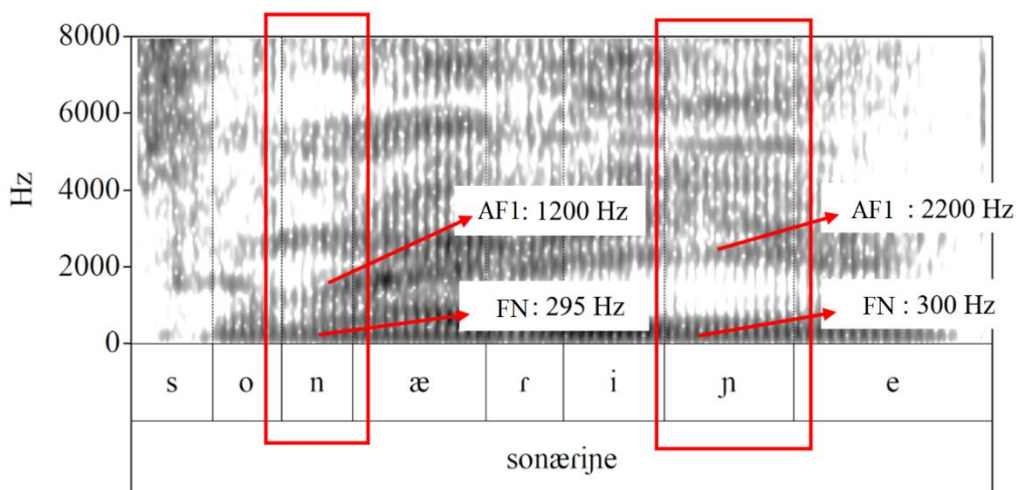 8000
6000
4000
2000
0
Hz
AF1: 1200 Hz
FN: 295 Hz
AF1 : 2200 Hz
FN : 300 Hz
s o n æ ɾ i ɲ e
sonæɾiɲe